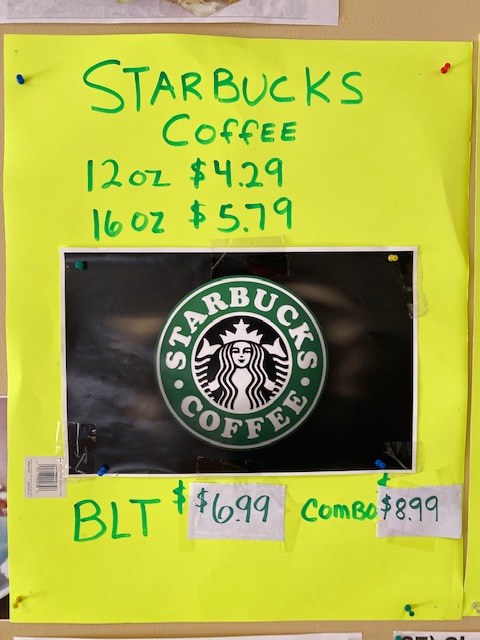 STARBUCKS
COFFEE
12oz $4.29
16oz $5.79
STARBUCKS
COFFEE
BLT $ $6.99 COMBO $ $8.99